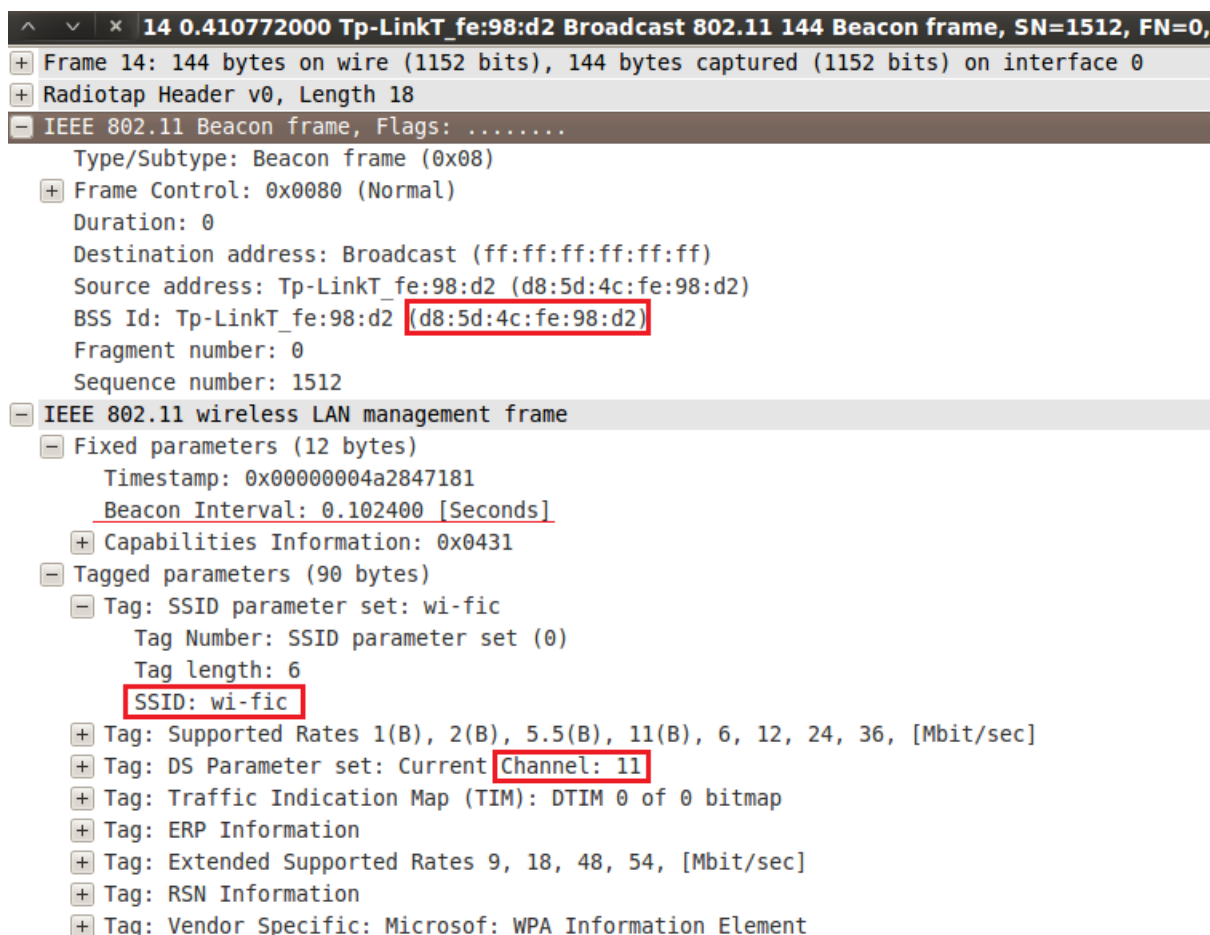 14 0.410772000 Tp-LinkT_fe:98:d2 Broadcast 802.11 144 Beacon frame, SN=1512, FN=0,
Frame 14: 144 bytes on wire (1152 bits), 144 bytes captured (1152 bits) on interface 0
Radiotap Header v0, Length 18
IEEE 802.11 Beacon frame, Flags: ........
Type/Subtype: Beacon frame (0x08)
Frame Control: 0x0080 (Normal)
Duration: 0
Destination address: Broadcast (ff:ff:ff:ff:ff:ff)
Source address: Tp-LinkT_fe:98:d2 (d8:5d:4c:fe:98:d2)
BSS Id: Tp-LinkT_fe:98:d2 (d8:5d:4c:fe:98:d2)
Fragment number: 0
Sequence number: 1512
IEEE 802.11 wireless LAN management frame
Fixed parameters (12 bytes)
Timestamp: 0x00000004a2847181
Beacon Interval: 0.102400 [Seconds]
Capabilities Information: 0x0431
Tagged parameters (90 bytes)
Tag: SSID parameter set: wi-fic
Tag Number: SSID parameter set (0)
Tag length: 6
SSID: wi-fic
Tag: Supported Rates 1(B), 2(B), 5.5(B), 11(B), 6, 12, 24, 36, [Mbit/sec]
Tag: DS Parameter set: Current Channel: 11
Tag: Traffic Indication Map (TIM): DTIM 0 of 0 bitmap
Tag: ERP Information
Tag: Extended Supported Rates 9, 18, 48, 54, [Mbit/sec]
Tag: RSN Information
Tag: Vendor Specific: Microsof: WPA Information Element